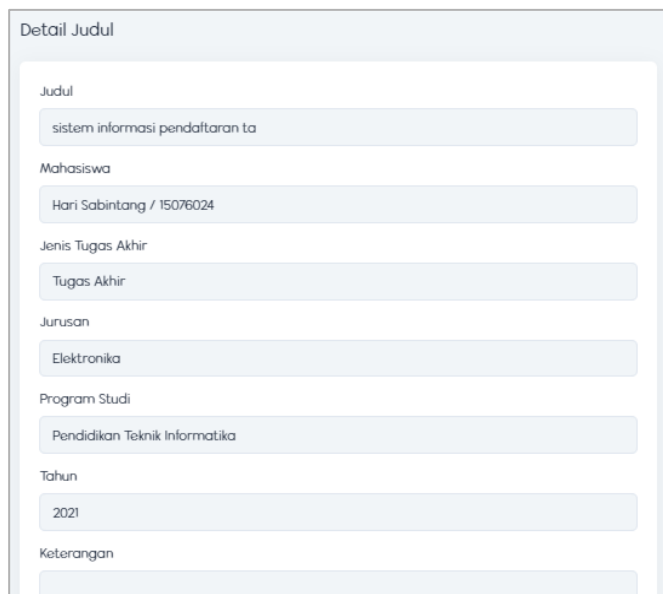 Detail Judul
Judul
sistem informasi pendaftaran ta
Mahasiswa
Hari Sabintang / 15076024
Jenis Tugas Akhir
Tugas Akhir
Jurusan
Elektronika
Program Studi
Pendidikan Teknik Informatika
Tahun
2021
Keterangan